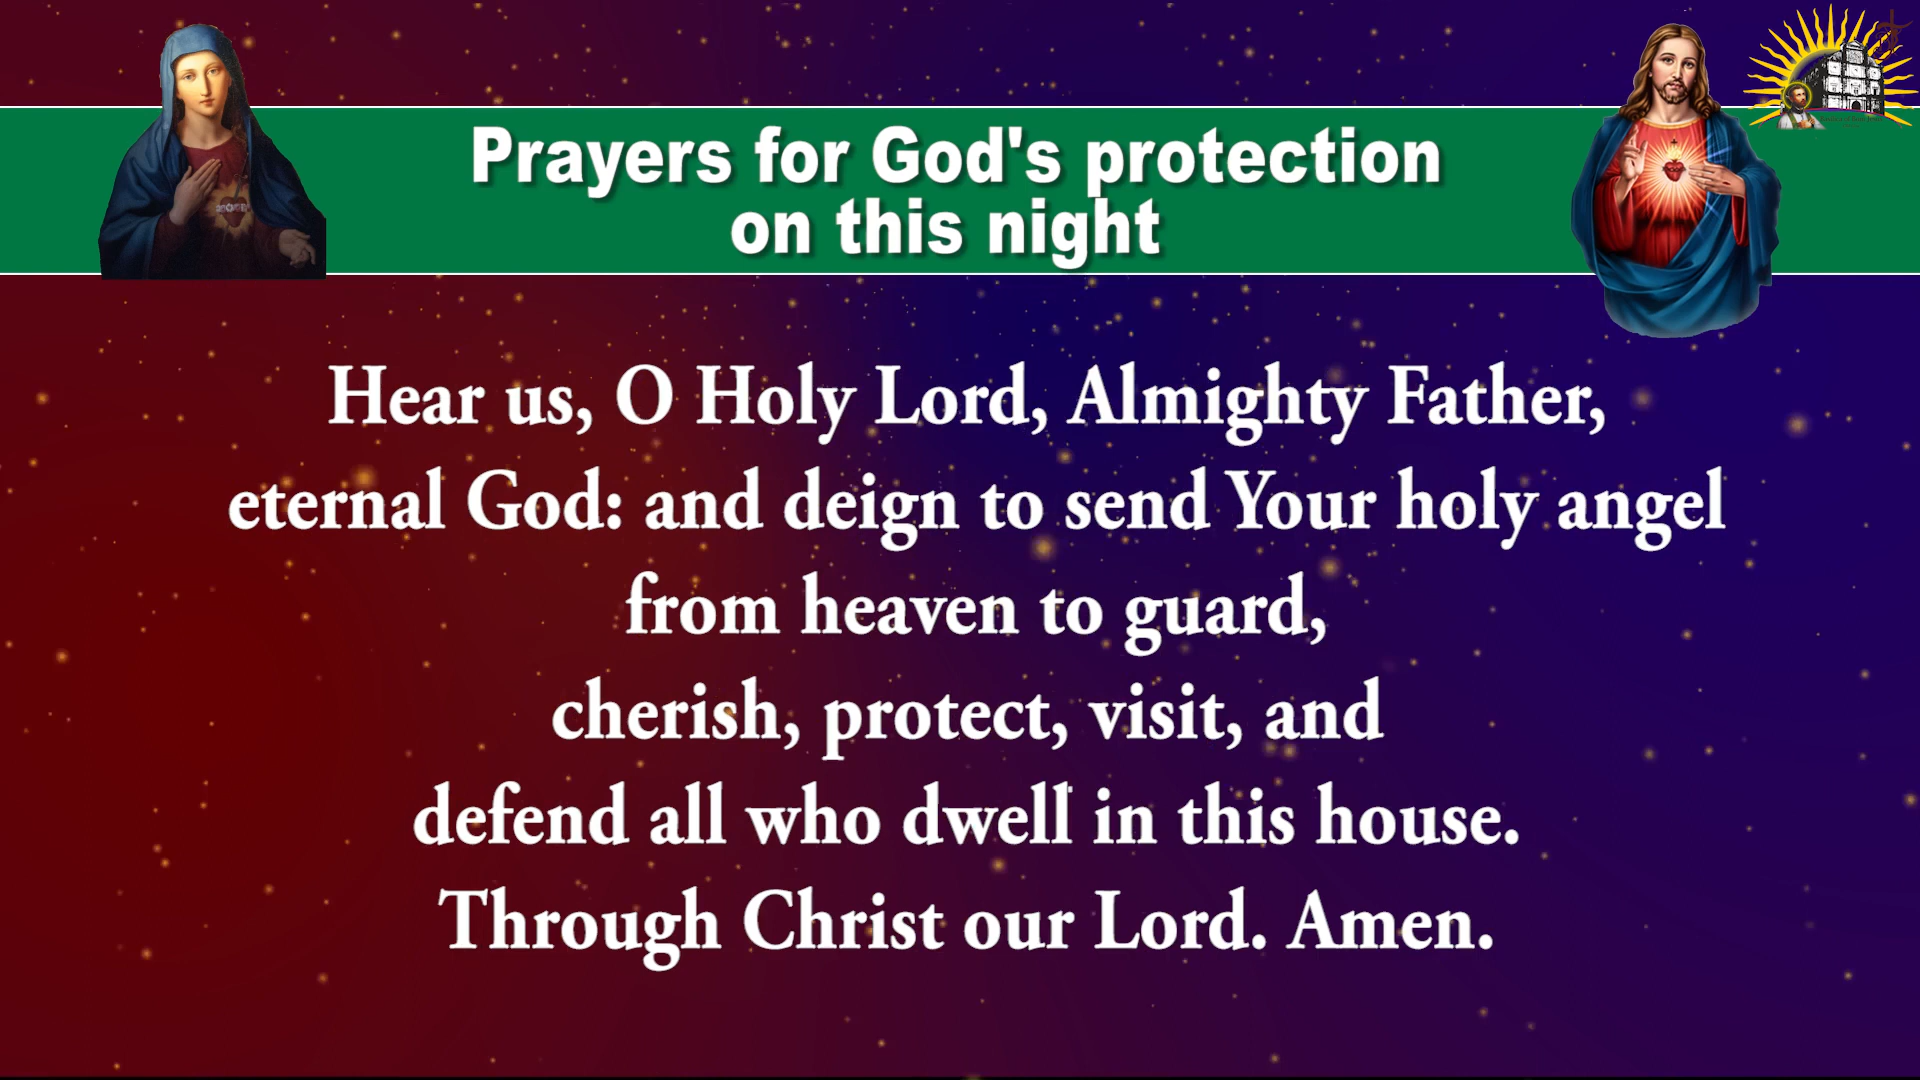 Prayers for God's protection
on this night
Hear us, O Holy Lord, Almighty Father,
eternal God: and deign to send Your holy angel
from heaven to guard,
cherish, protect, visit, and
defend all who dwell in this house.
Through Christ our Lord. Amen.